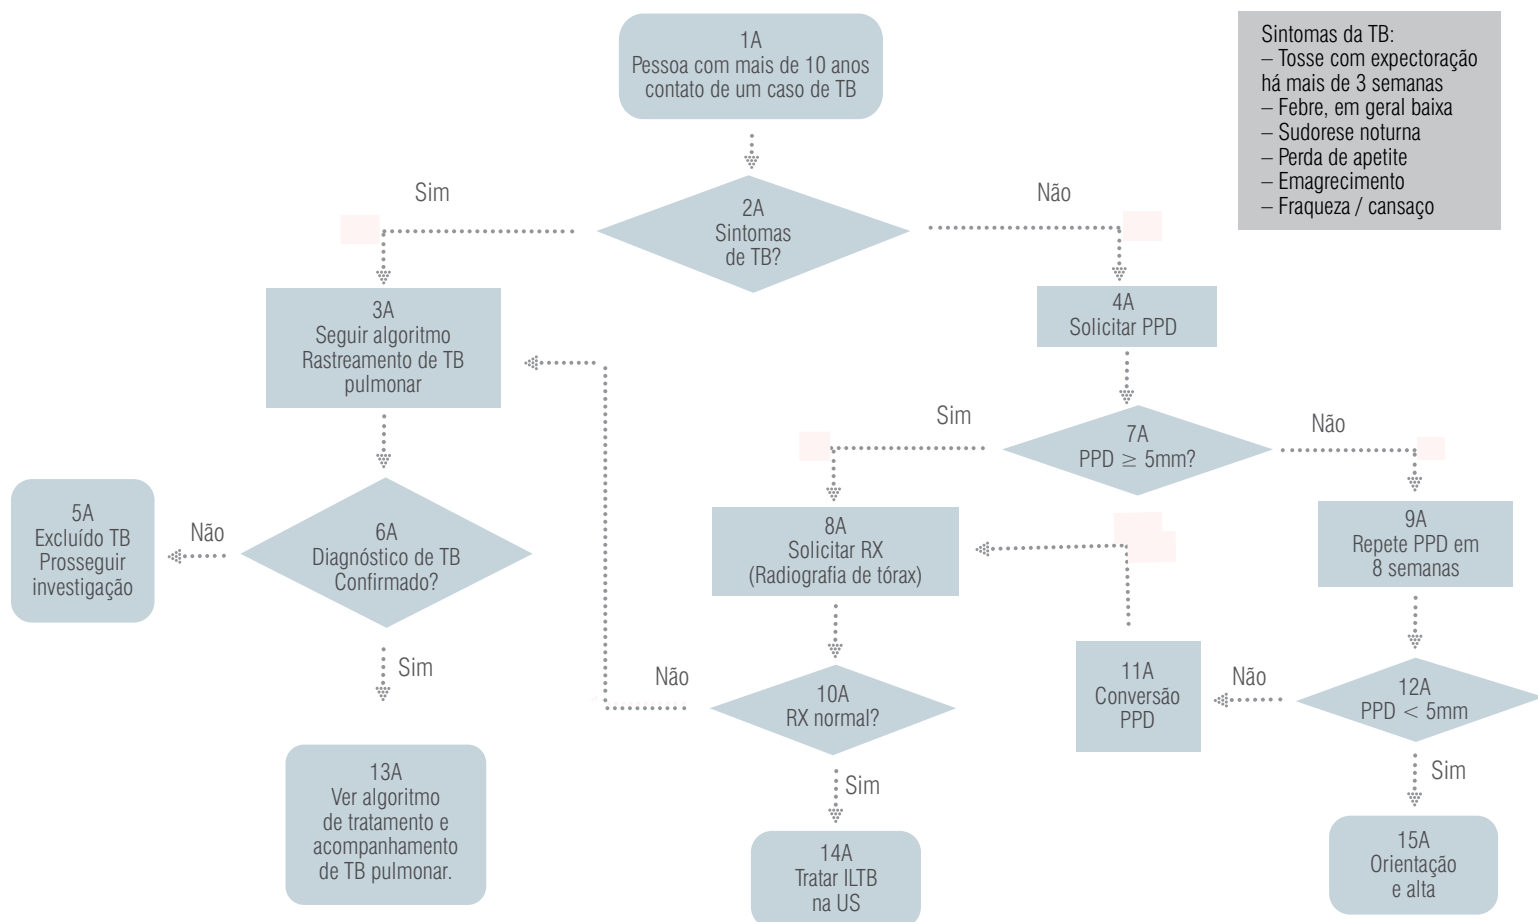 1A
Pessoa com mais de 10 anos
contato de um caso de TB
Sintomas da TB:
– Tosse com expectoração
há mais de 3 semanas
– Febre, em geral baixa
– Sudorese noturna
– Perda de apetite
– Emagrecimento
– Fraqueza / cansaço
Sim
2A
Sintomas
de TB?
Não
3A
Seguir algoritmo
Rastreamento de TB
pulmonar
4A
Solicitar PPD
Sim
7A
PPD ≥ 5mm?
Não
5A
Excluído TB
Prosseguir
investigação
Não
6A
Diagnóstico de TB
Confirmado?
Sim
8A
Solicitar RX
(Radiografia de tórax)
9A
Repete PPD em
8 semanas
Não
10A
RX normal?
Sim
11A
Conversão
PPD
Não
12A
PPD < 5mm
Sim
13A
Ver algoritmo
de tratamento e
acompanhamento
de TB pulmonar.
14A
Tratar ILTB
na US
15A
Orientação
e alta